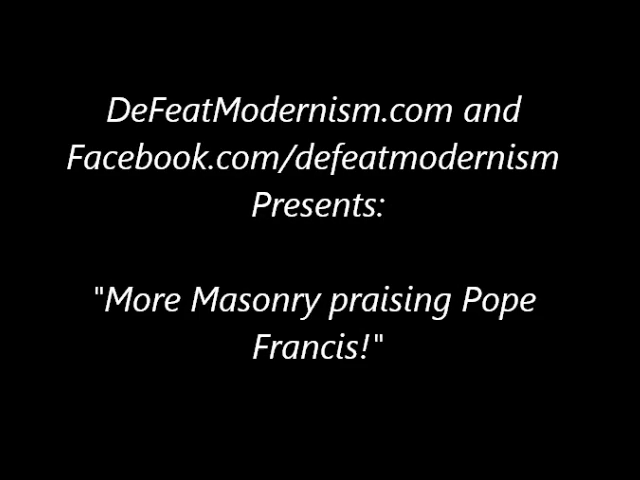 DeFeatModernism.com and
Facebook.com/defeatmodernism
Presents:
"More Masonry praising Pope
Francis!"